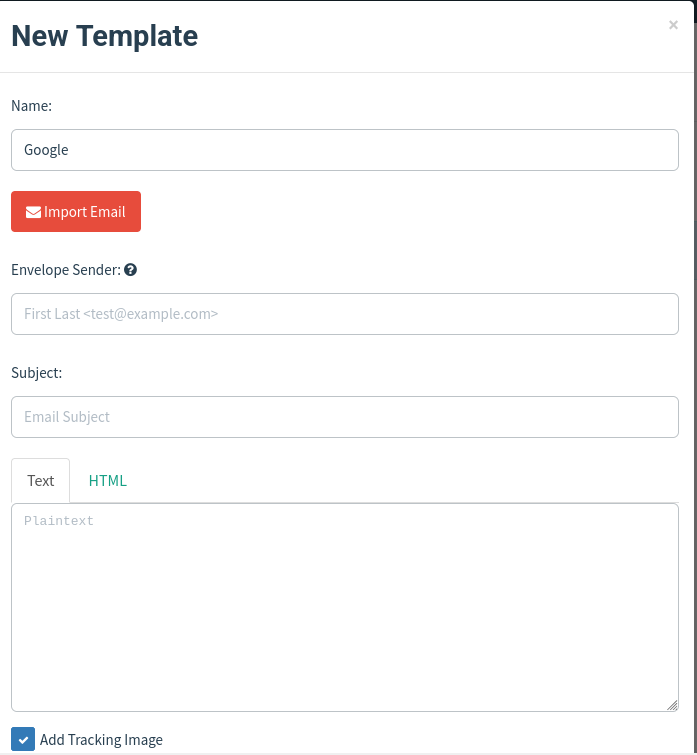 New Template
×
Name:
Google
Import Email
Envelope Sender:
First Last <test@example.com>
Subject:
Email Subject
Text HTML
Plaintext
Add Tracking Image